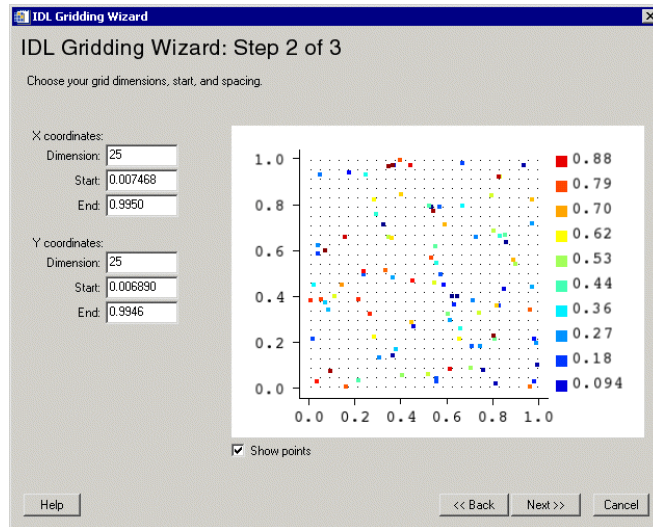 IDL Gridding Wizard
IDL Gridding Wizard: Step 2 of 3
Choose your grid dimensions, start, and spacing.
X coordinates:
Dimension: 25
Start: 0.007468
End: 0.9950
Y coordinates:
Dimension: 25
Start: 0.006890
End: 0.9946
1.0
0.8
0.6
0.4
0.2
0.0
0.0 0.2 0.4 0.6 0.8 1.0
0.88
0.79
0.70
0.62
0.53
0.44
0.36
0.27
0.18
0.094
Show points
Help << Back Next >> Cancel